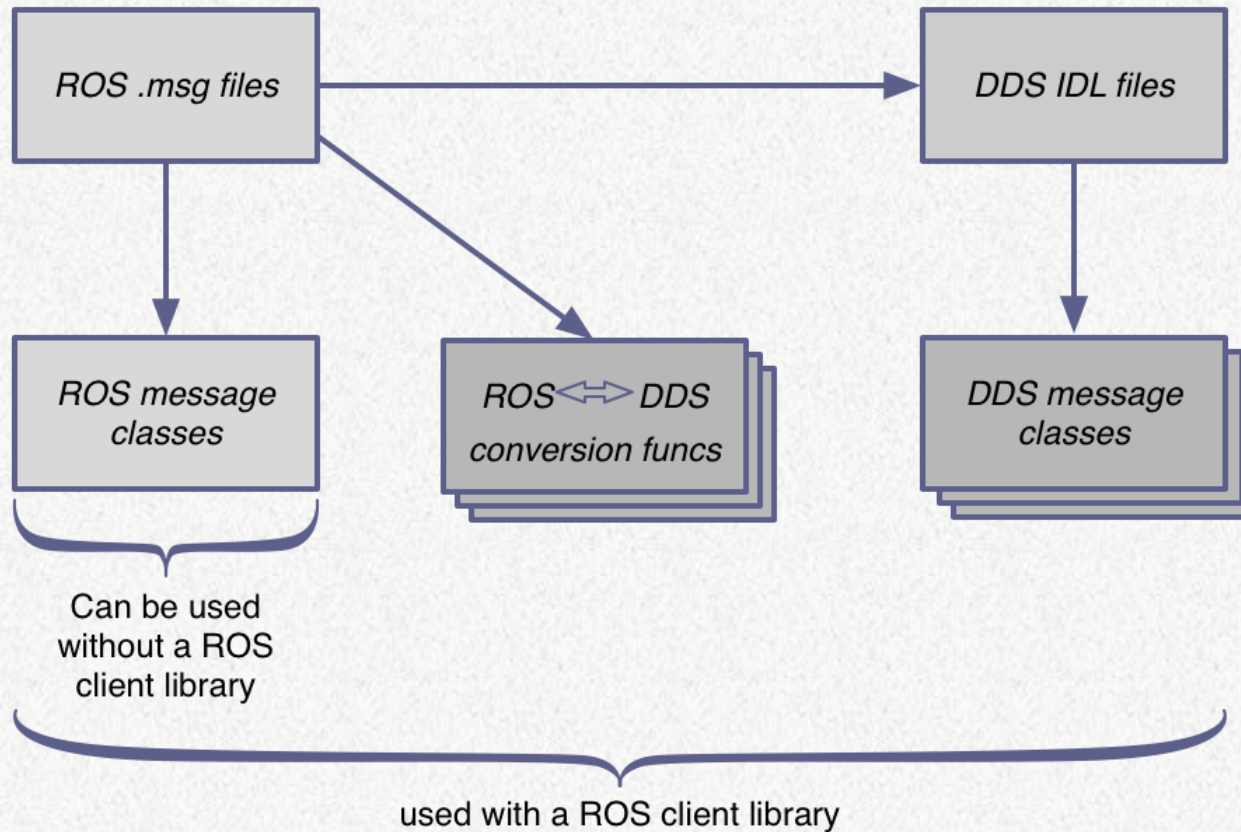 ROS .msg files
DDS IDL files
ROS message
classes
ROS DDS
conversion funcs
DDS message
classes
Can be used
without a ROS
client library
used with a ROS client library